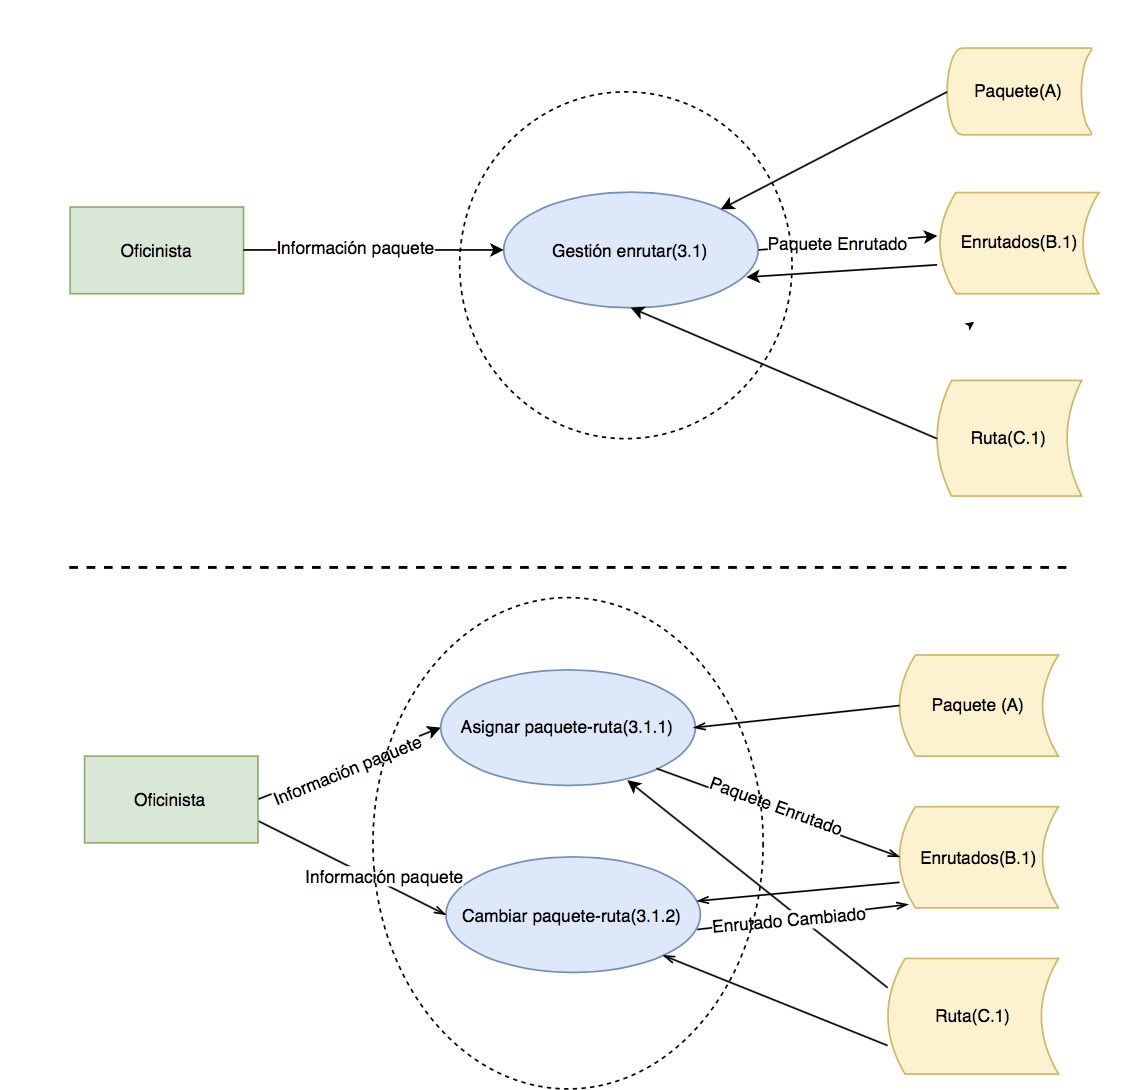 Paquete(A)
Oficinista
Información paquete
Gestión enrutar(3.1)
Paquete Enrutado
Enrutados(B.1)
Ruta(C.1)
Paquete (A)
Asignar paquete-ruta(3.1.1)
Información paquete
Oficinista
Paquete Enrutado
Enrutados(B.1)
Información paquete
Cambiar paquete-ruta(3.1.2)
Enrutado Cambiado
Ruta(C.1)